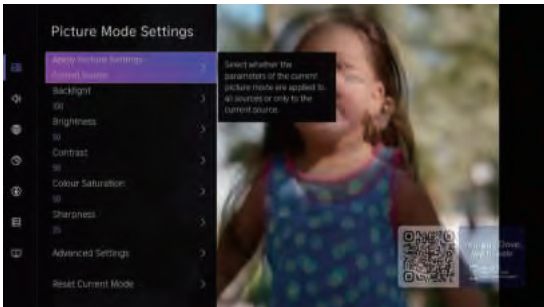 Picture Mode Settings
Apply Picture Settings
Current Source
Select whether the
parameters of the current
picture mode are applied to
all sources or only to the
current source.
Backlight
100
Brightness
50
Contrast
50
Colour Saturation
50
Sharpness
Advanced Settings
Reset Current Mode